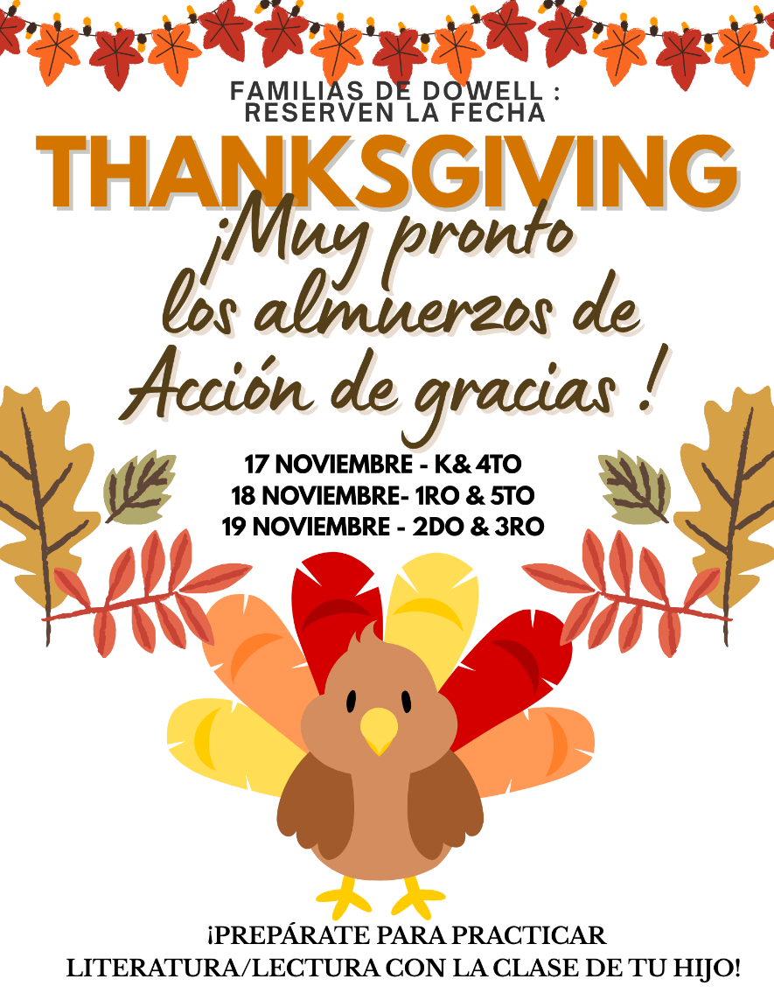 FAMILIAS DE DOWELL :
RESERVEN LA FECHA
THANKSGIVING
¡Muy pronto
los almuerzos de
Acción de gracias !
17 NOVIEMBRE - K& 4TO
18 NOVIEMBRE- 1RO & 5TO
19 NOVIEMBRE - 2DO & 3RO
¡PREPÁRATE PARA PRACTICAR
LITERATURA/LECTURA CON LA CLASE DE TU HIJO!